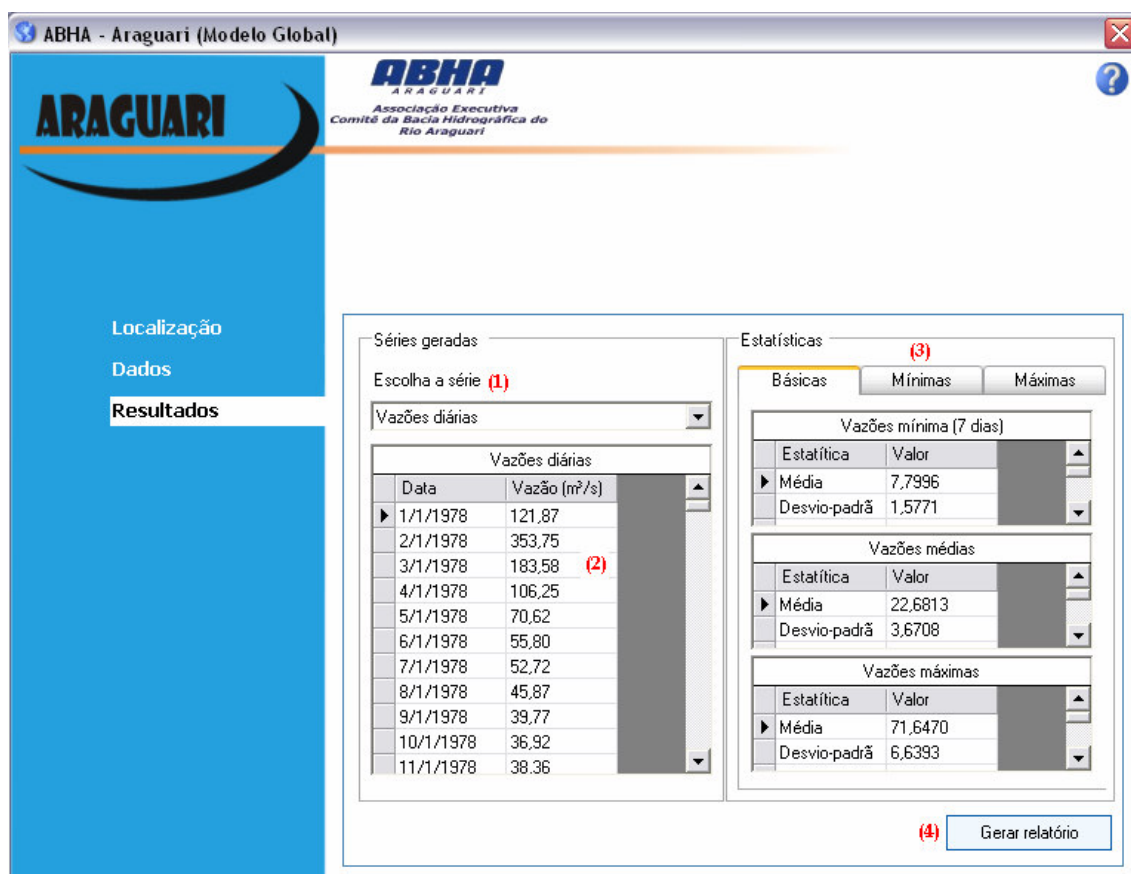 ABHA - Araguari (Modelo Global)
ARAGUARI
ABHA
ARAGUARI
Associação Executiva
Comitê da Bacia Hidrográfica do
Rio Araguari
Localização
Dados
Resultados
Séries geradas
Escolha a série (1)
Vazões diárias
Vazões diárias
Data Vazão (m³/s)
1/1/1978 121,87
2/1/1978 353,75
3/1/1978 183,58 (2)
4/1/1978 106,25
5/1/1978 70,62
6/1/1978 55,80
7/1/1978 52,72
8/1/1978 45,87
9/1/1978 39,77
10/1/1978 36,92
11/1/1978 38,36
Estatísticas
(3)
Básicas Mínimas Máximas
Vazões mínima (7 dias)
Estatítica Valor
Média 7,7996
Desvio-padrã 1,5771
Vazões médias
Estatítica Valor
Média 22,6813
Desvio-padrã 3,6708
Vazões máximas
Estatítica Valor
Média 71,6470
Desvio-padrã 6,6393
(4) Gerar relatório